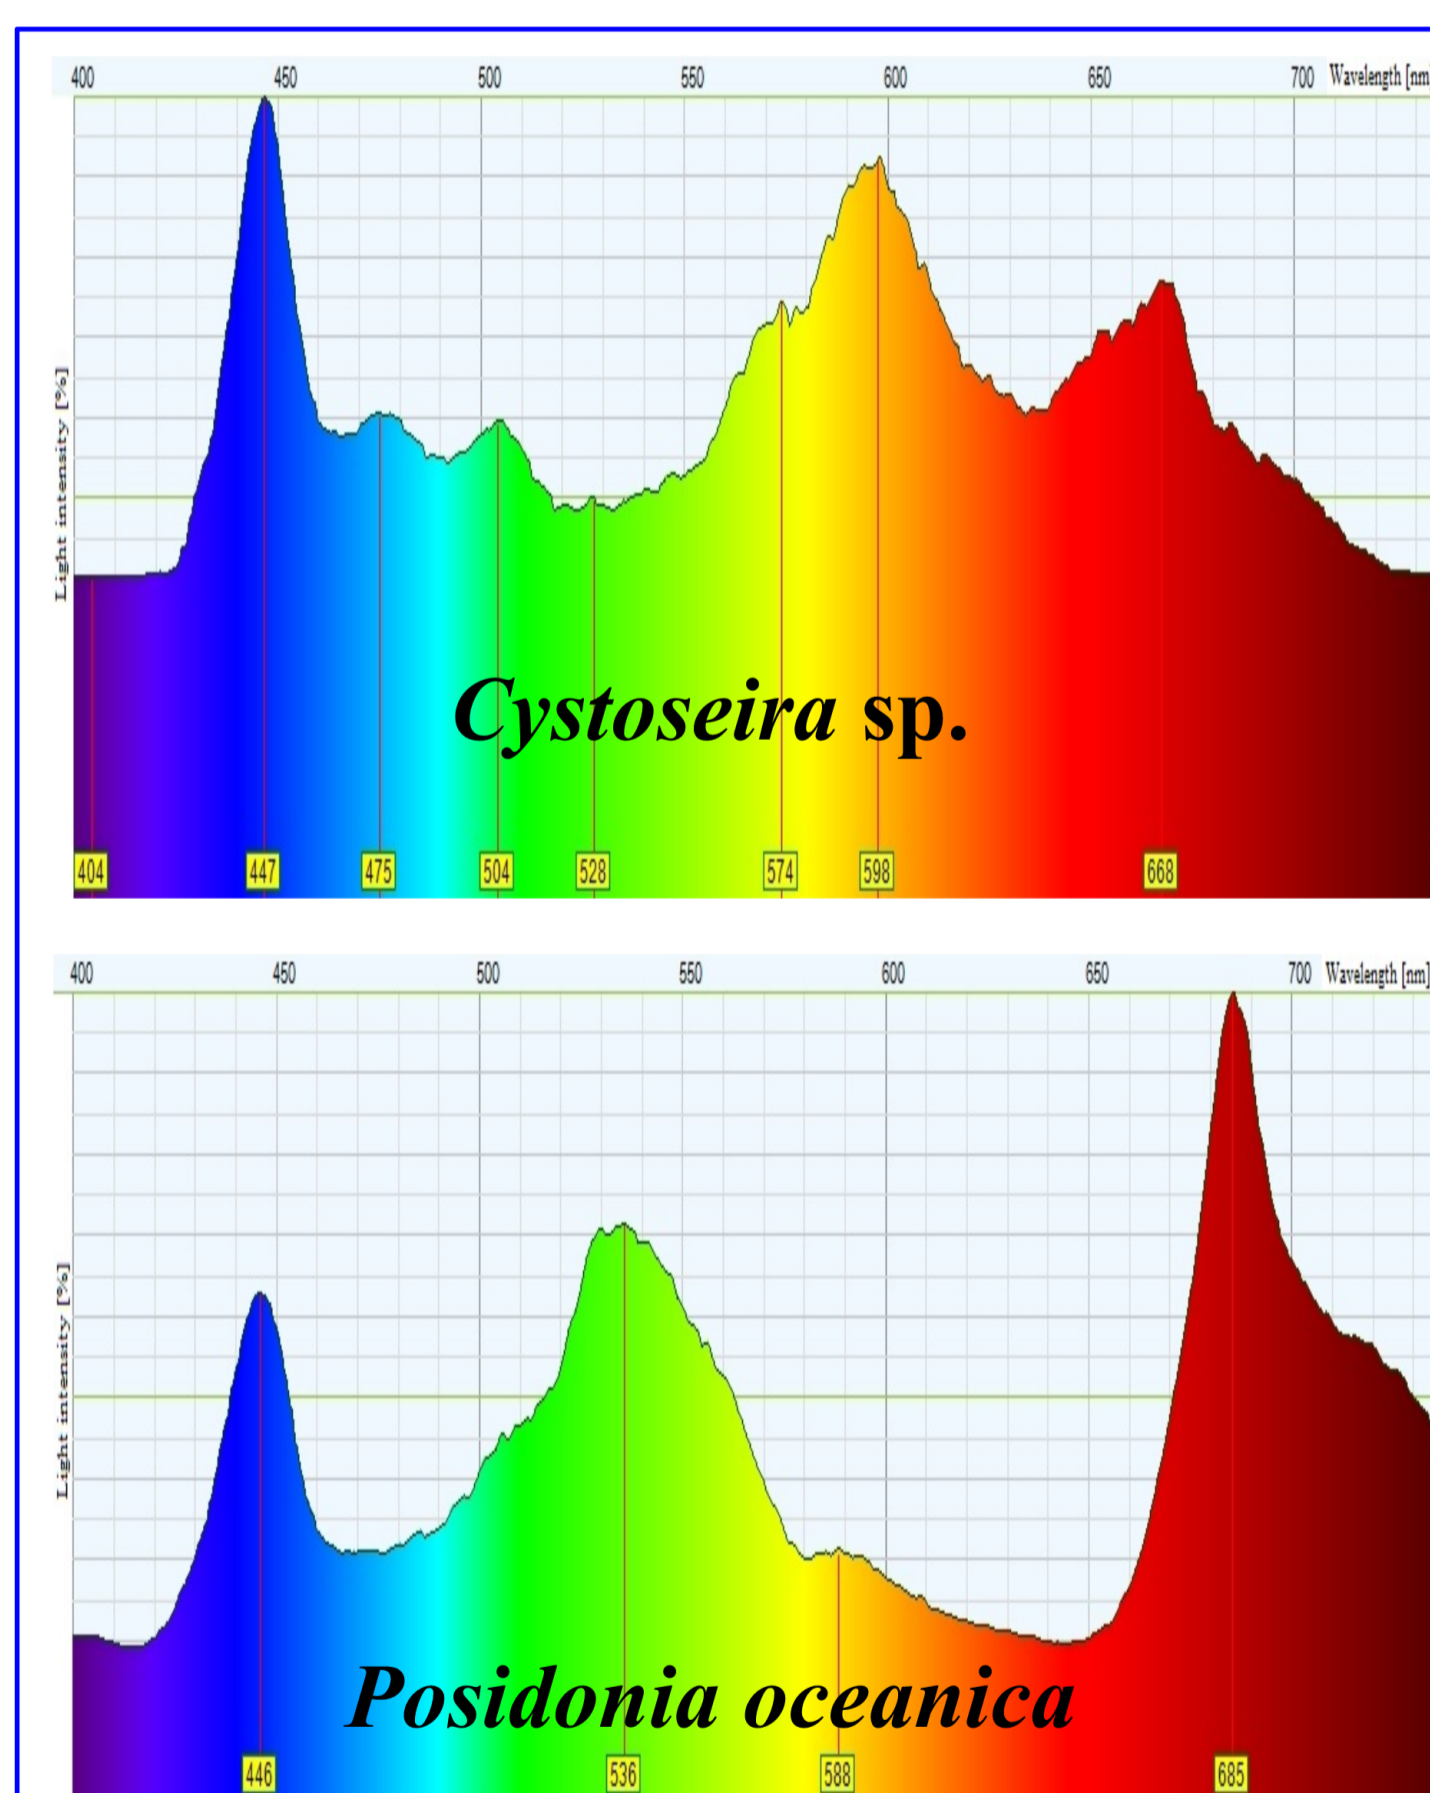 400 450 500 550 600 650 700 Wavelength [nm]
Light intensity [%]
Cystoseira sp.
404 447 475 504 528 574 598 668
400 450 500 550 600 650 700 Wavelength [nm]
Light intensity [%]
Posidonia oceanica
446 536 588 685